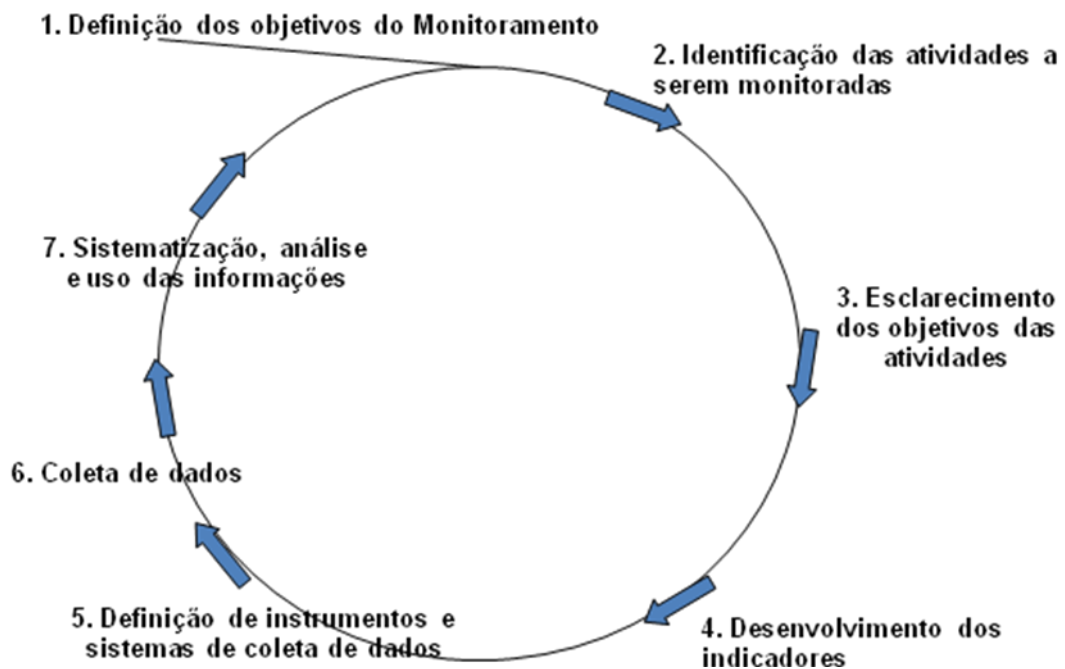 1. Definição dos objetivos do Monitoramento
2. Identificação das atividades a
serem monitoradas
3. Esclarecimento
dos objetivos das
atividades
4. Desenvolvimento dos
indicadores
5. Definição de instrumentos e
sistemas de coleta de dados
6. Coleta de dados
7. Sistematização, análise
e uso das informações